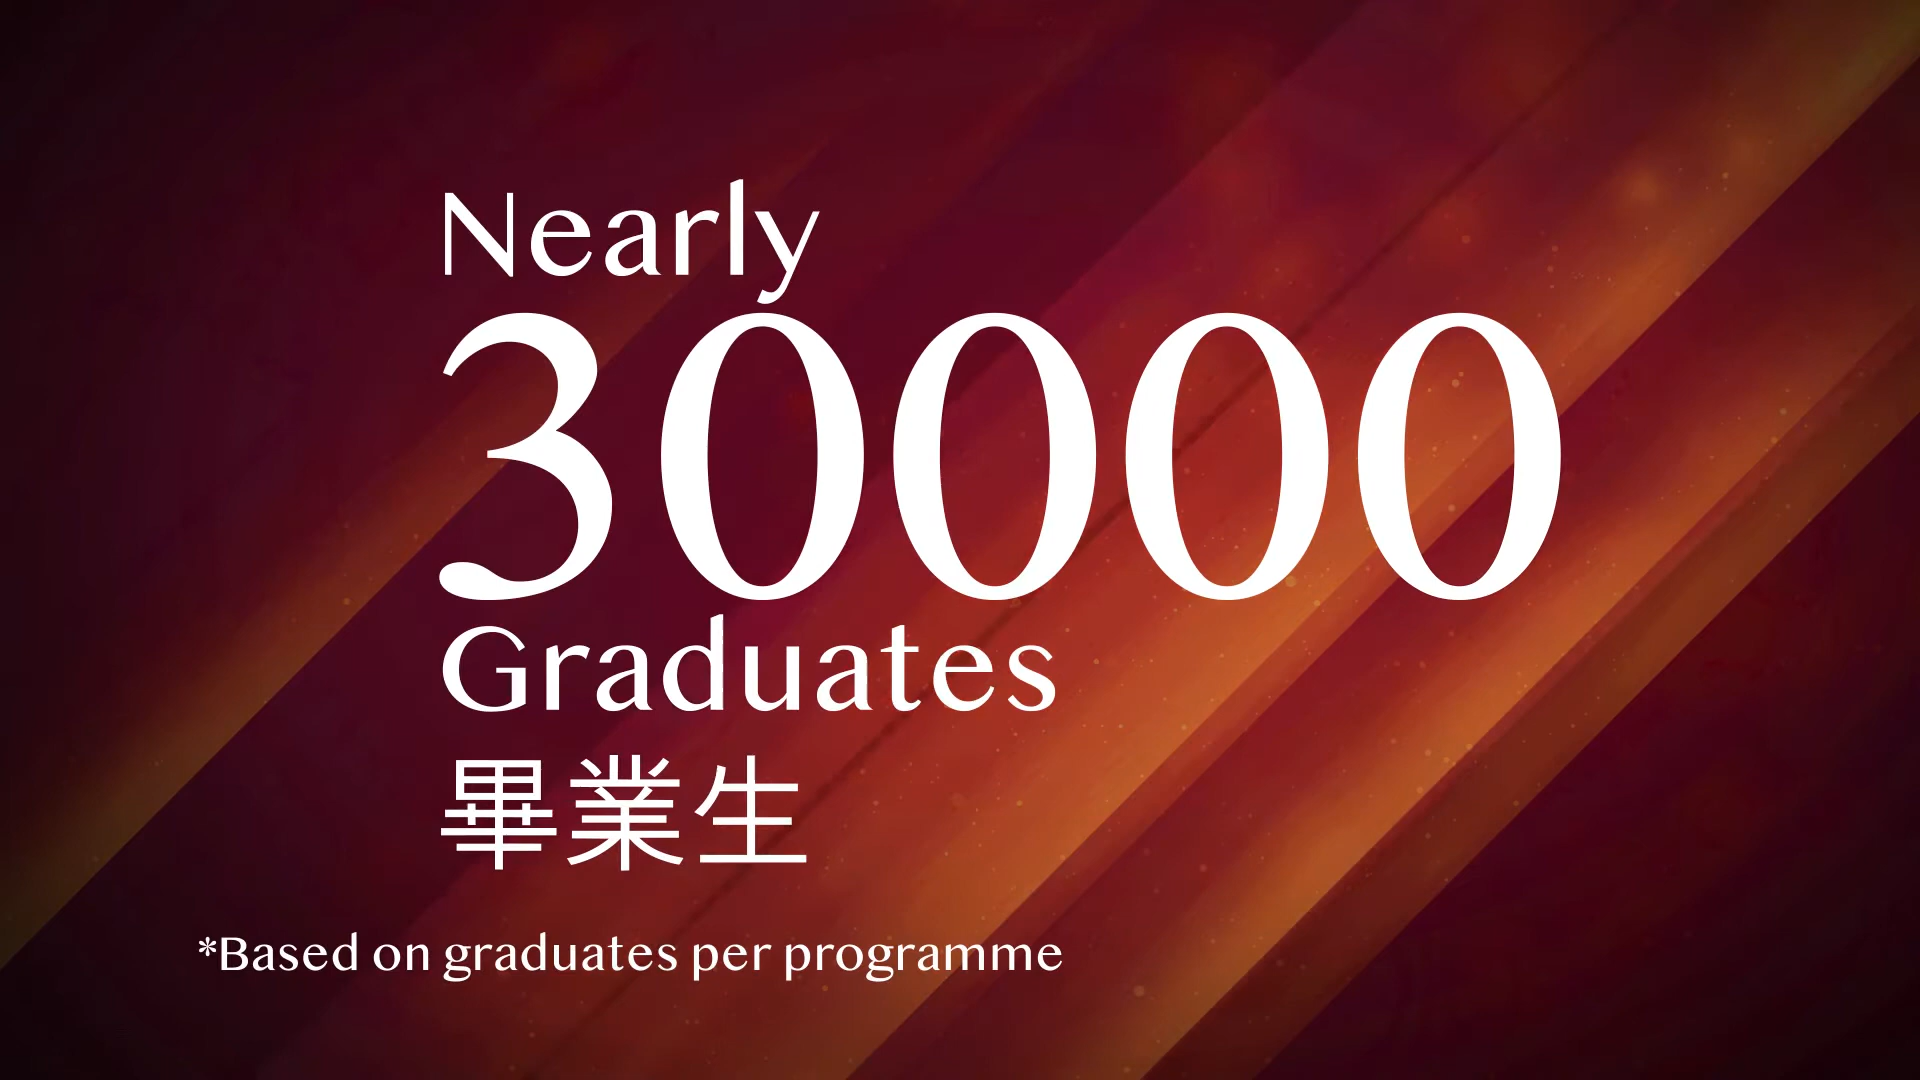 Nearly
30000
Graduates
畢業生
*Based on graduates per programme